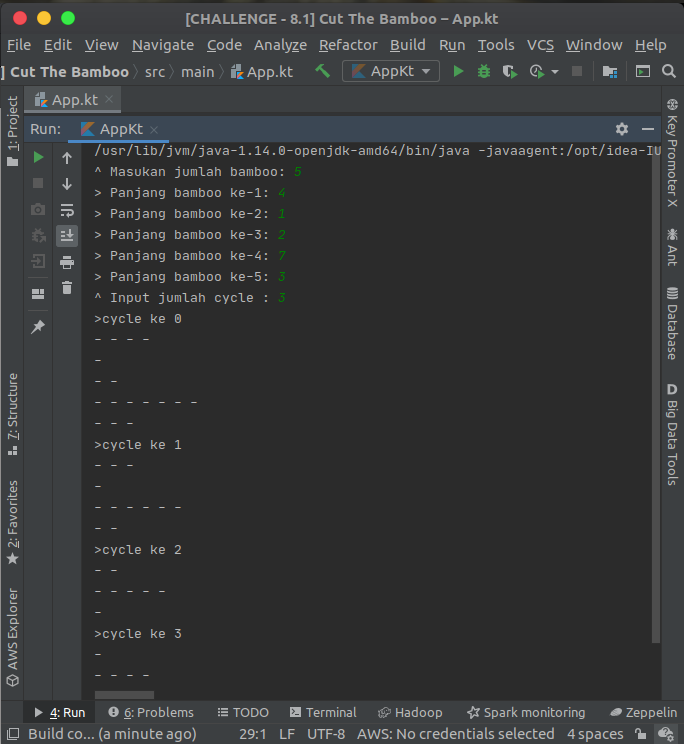 [CHALLENGE - 8.1] Cut The Bamboo – App.kt
File Edit View Navigate Code Analyze Refactor Build Run Tools VCS Window Help
] Cut The Bamboo src main App.kt AppKt
1: Project
App.kt
Run: AppKt
/usr/lib/jvm/java-1.14.0-openjdk-amd64/bin/java -javaagent:/opt/idea-IU
^ Masukan jumlah bamboo: 5
> Panjang bamboo ke-1: 4
> Panjang bamboo ke-2: 1
> Panjang bamboo ke-3: 2
> Panjang bamboo ke-4: 7
> Panjang bamboo ke-5: 3
^ Input jumlah cycle : 3
>cycle ke 0
- - - -
-
- -
- - - - - - -
- - -
>cycle ke 1
- - -
-
- - - - - -
- -
>cycle ke 2
- -
- - - - -
-
>cycle ke 3
-
- - - -
7: Structure
2: Favorites
AWS Explorer
Key Promoter X
Ant
Database
D Big Data Tools
4: Run 6: Problems TODO Terminal Hadoop Spark monitoring Zeppelin
Build co... (a minute ago) 29:1 LF UTF-8 AWS: No credentials selected 4 spaces